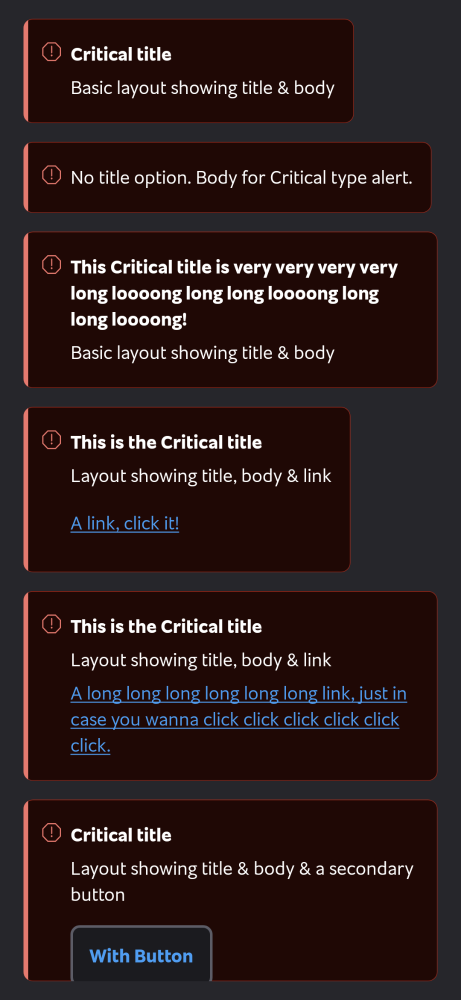 Critical title
Basic layout showing title & body
No title option. Body for Critical type alert.
This Critical title is very very very very
long loooong long long loooong long
long loooong!
Basic layout showing title & body
This is the Critical title
Layout showing title, body & link
A link, click it!
This is the Critical title
Layout showing title, body & link
A long long long long long long link, just in
case you wanna click click click click click
click.
Critical title
Layout showing title & body & a secondary
button
With Button